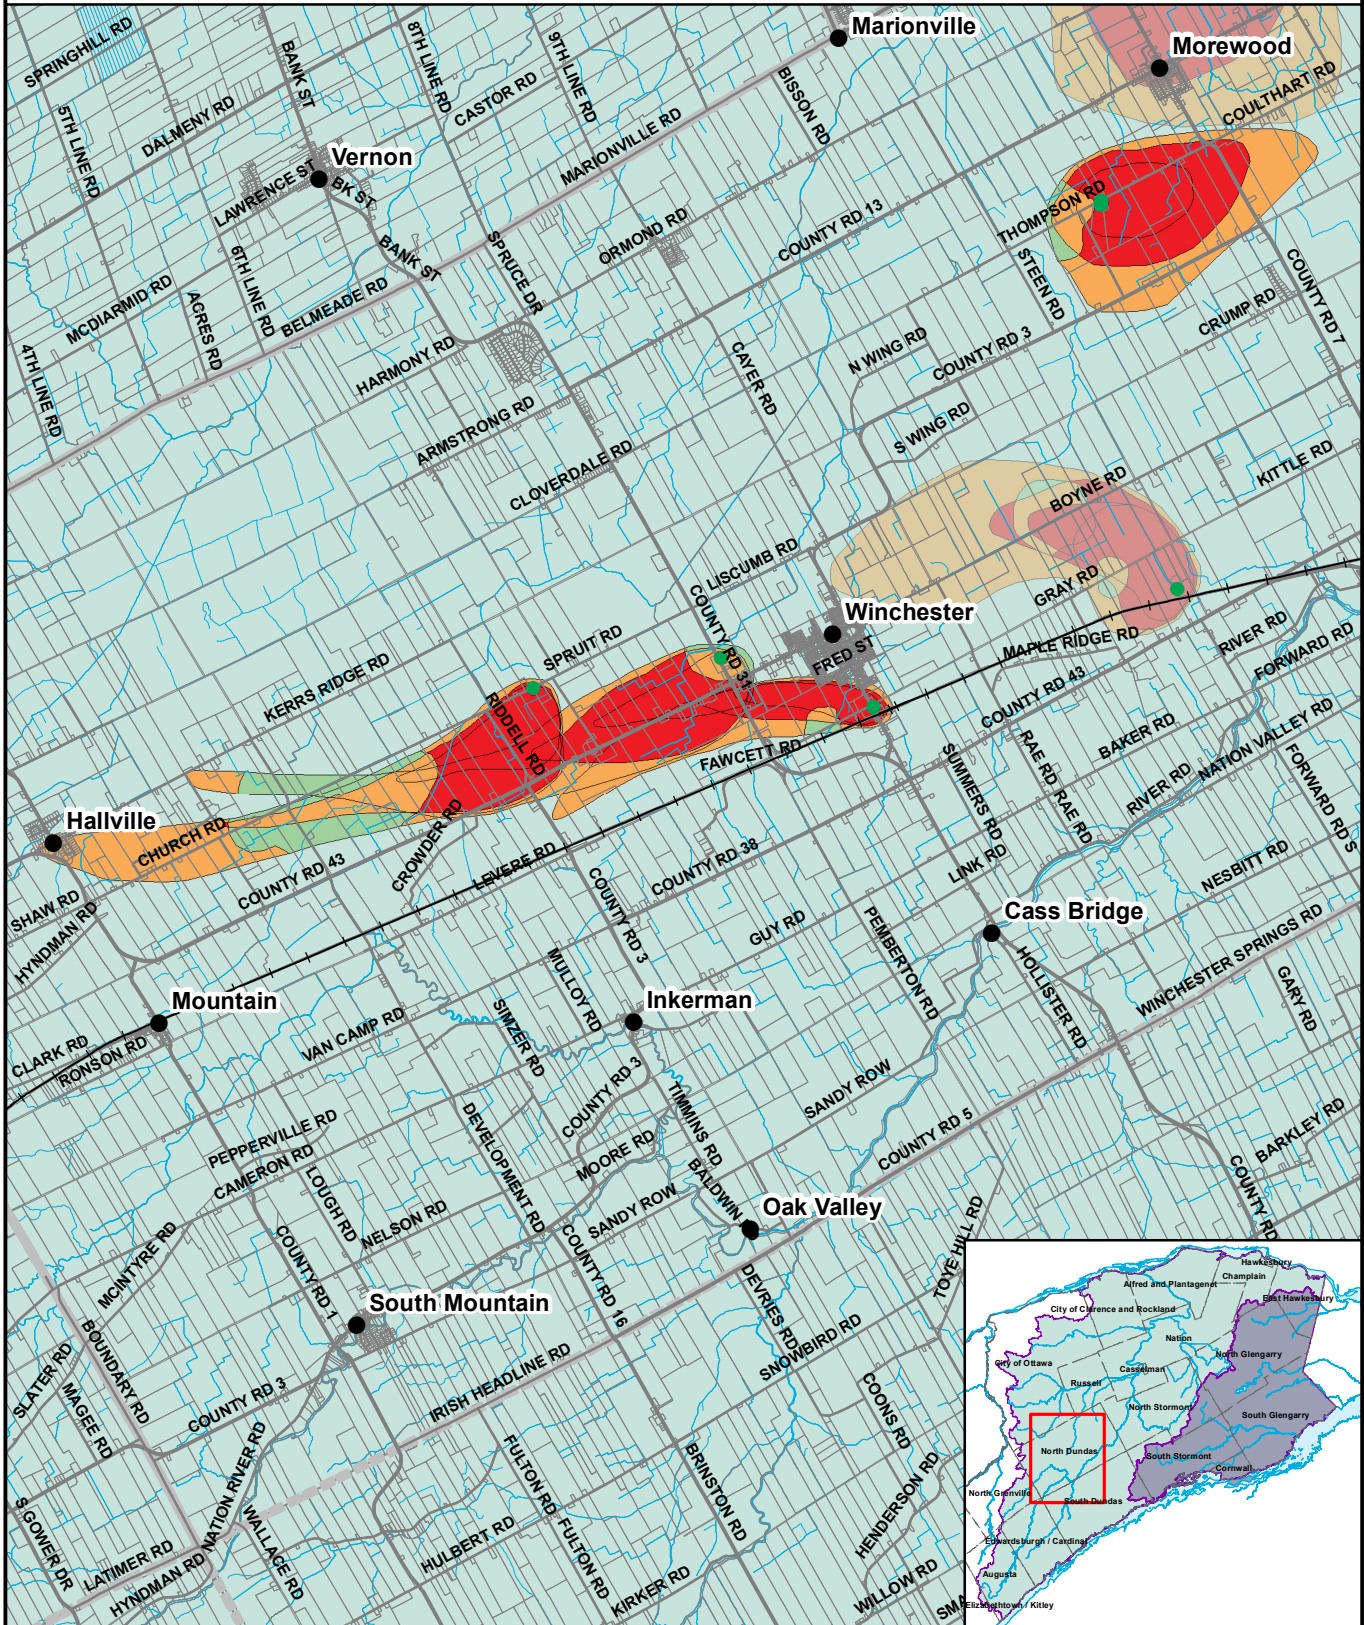 Marionville
Morewood
SPRINGHILL RD
BANK ST
8TH LINE RD
9TH LINE RD
CASTOR RD
BISSON RD
COULTHART RD
5TH LINE RD
DALMENY RD
MARIONVILLE RD
Vernon
LAWRENCE ST
BK ST
THOMPSON RD
COUNTY RD 13
ORMOND RD
6TH LINE RD
BANK ST
SPRUCE DR
STEEN RD
COUNTY RD 7
MCDIARMID RD
ACRES RD
BELMEADE RD
CRUMP RD
4TH LINE RD
HARMONY RD
CAYER RD
N WING RD
COUNTY RD 3
ARMSTRONG RD
S WING RD
CLOVERDALE RD
BOYNE RD
KITTLE RD
LISCUMB RD
COUNTY RD 31
GRAY RD
Winchester
FRED ST
MAPLE RIDGE RD
RIVER RD
FORWARD RD
SPRUIT RD
KERRS RIDGE RD
RIDDELL RD
COUNTY RD 43
NATION VALLEY RD
BAKER RD
FAWCETT RD
SUMMERS RD
RAE RD
RAE RD
RIVER RD
FORWARD RD S
Hallville
CHURCH RD
CROWDER RD
LEVERE RD
COUNTY RD 38
LINK RD
NESBITT RD
COUNTY RD 43
SHAW RD
HYNDMAN RD
COUNTY RD 3
GUY RD
PEMBERTON RD
Cass Bridge
HOLLISTER RD
WINCHESTER SPRINGS RD
GARY RD
MULLOY RD
Mountain
Inkerman
SIMZER RD
VAN CAMP RD
CLARK RD
RONSON RD
COUNTY RD 3
TIMMINS RD
SANDY ROW
COUNTY RD 5
BARKLEY RD
PEPPERVILLE RD
DEVELOPMENT RD
MOORE RD
CAMERON RD
LOUGH RD
BALDWIN
NELSON RD
SANDY ROW
Oak Valley
COUNTY RD
TOYE HILL RD
MCINTYRE RD
COUNTY RD 1
COUNTY RD 16
DEVRIES RD
South Mountain
BOUNDARY RD
SNOWBIRD RD
SLATER RD
MAGEE RD
COUNTY RD 3
IRISH HEADLINE RD
COONS RD
NATION RIVER RD
FULTON RD
BRINSTON RD
HENDERSON RD
S GOWER DR
WALLACE RD
FULTON RD
HULBERT RD
LATIMER RD
HYNDMAN RD
KIRKER RD
WILLOW RD
SMA
Hawkesbury
Champlain
Alfred and Plantagenet
East Hawkesbury
City of Clarence and Rockland
Nation
North Glengarry
City of Ottawa
Casselman
Russell
North Stormont
South Glengarry
North Dundas
South Stormont
Cornwall
North Grenville
South Dundas
Edwardsburgh / Cardinal
Augusta
Elizabethtown / Kitley